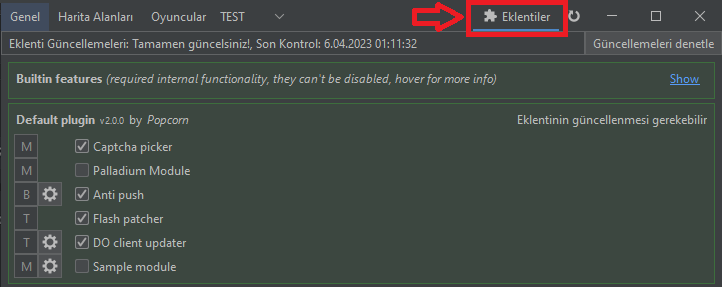 Genel Harita Alanları Oyuncular TEST Eklentiler
Eklenti Güncellemeleri: Tamamen güncelsiniz!, Son Kontrol: 6.04.2023 01:11:32 Güncellemeleri denetle
Builtin features (required internal functionality, they can't be disabled, hover for more info) Show
Default plugin v2.0.0 by Popcorn Eklentinin güncellenmesi gerekebilir
M Captcha picker
M Palladium Module
B Anti push
T Flash patcher
T DO client updater
M Sample module